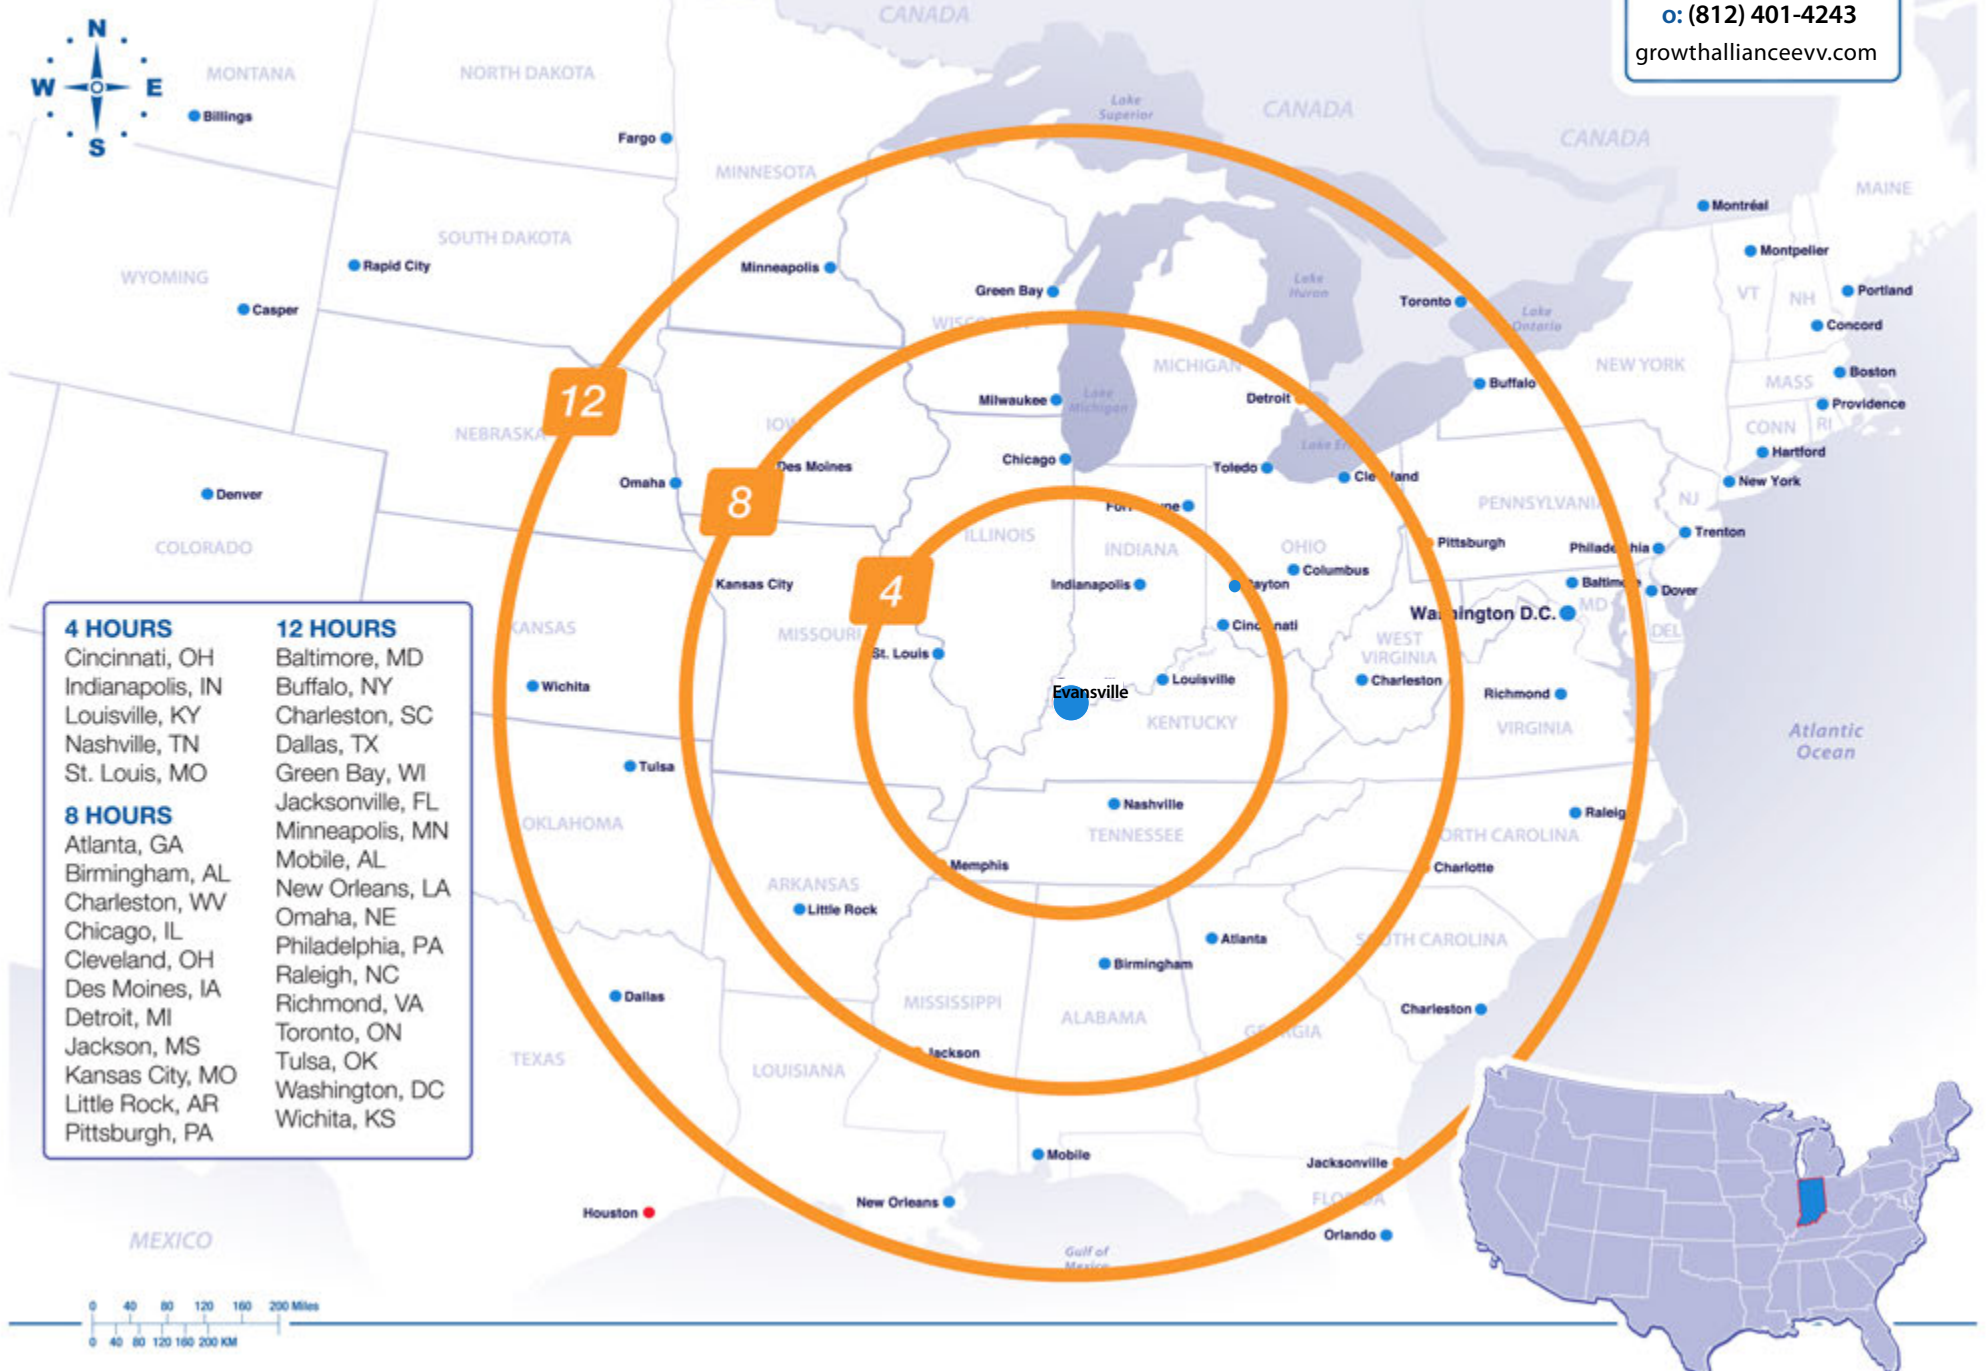 CANADA
o: (812) 401-4243
growthallianceevv.com
N
W E
S
MONTANA
NORTH DAKOTA
Billings
Fargo
Lake
Superior
CANADA
CANADA
MINNESOTA
MAINE
Montréal
SOUTH DAKOTA
Montpelier
Rapid City
Minneapolis
WYOMING
Green Bay
Lake
Huron
Toronto
VT
NH
Portland
Casper
Lake
Ontario
Concord
MICHIGAN
NEW YORK
Boston
Buffalo
MASS
12
Milwaukee
Lake
Michigan
Detroit
Providence
NEBRASKA
CONN
RI
Hartford
Chicago
Des Moines
Toledo
Omaha
New York
Denver
8
PENNSYLVANIA
NJ
ILLINOIS
Trenton
COLORADO
INDIANA
OHIO
Pittsburgh
Philadelphia
Columbus
Kansas City
4
Indianapolis
Dayton
Baltimore
Dover
MD
Washington D.C.
KANSAS
MISSOURI
Cincinnati
DEL
WEST
VIRGINIA
St. Louis
Louisville
Charleston
Wichita
Evansville
Richmond
KENTUCKY
VIRGINIA
Atlantic
Ocean
Tulsa
Nashville
OKLAHOMA
TENNESSEE
Raleig
NORTH CAROLINA
Memphis
Charlotte
ARKANSAS
Little Rock
Atlanta
SOUTH CAROLINA
Birmingham
Dallas
MISSISSIPPI
ALABAMA
Charleston
GEORGIA
Jackson
TEXAS
LOUISIANA
Mobile
Jacksonville
New Orleans
FLORIDA
Houston
Orlando
MEXICO
Gulf of
Mexico
4 HOURS
Cincinnati, OH
Indianapolis, IN
Louisville, KY
Nashville, TN
St. Louis, MO
8 HOURS
Atlanta, GA
Birmingham, AL
Charleston, WV
Chicago, IL
Cleveland, OH
Des Moines, IA
Detroit, MI
Jackson, MS
Kansas City, MO
Little Rock, AR
Pittsburgh, PA
12 HOURS
Baltimore, MD
Buffalo, NY
Charleston, SC
Dallas, TX
Green Bay, WI
Jacksonville, FL
Minneapolis, MN
Mobile, AL
New Orleans, LA
Omaha, NE
Philadelphia, PA
Raleigh, NC
Richmond, VA
Toronto, ON
Tulsa, OK
Washington, DC
Wichita, KS
0 40 80 120 160 200 Miles
0 40 80 120 160 200 KM